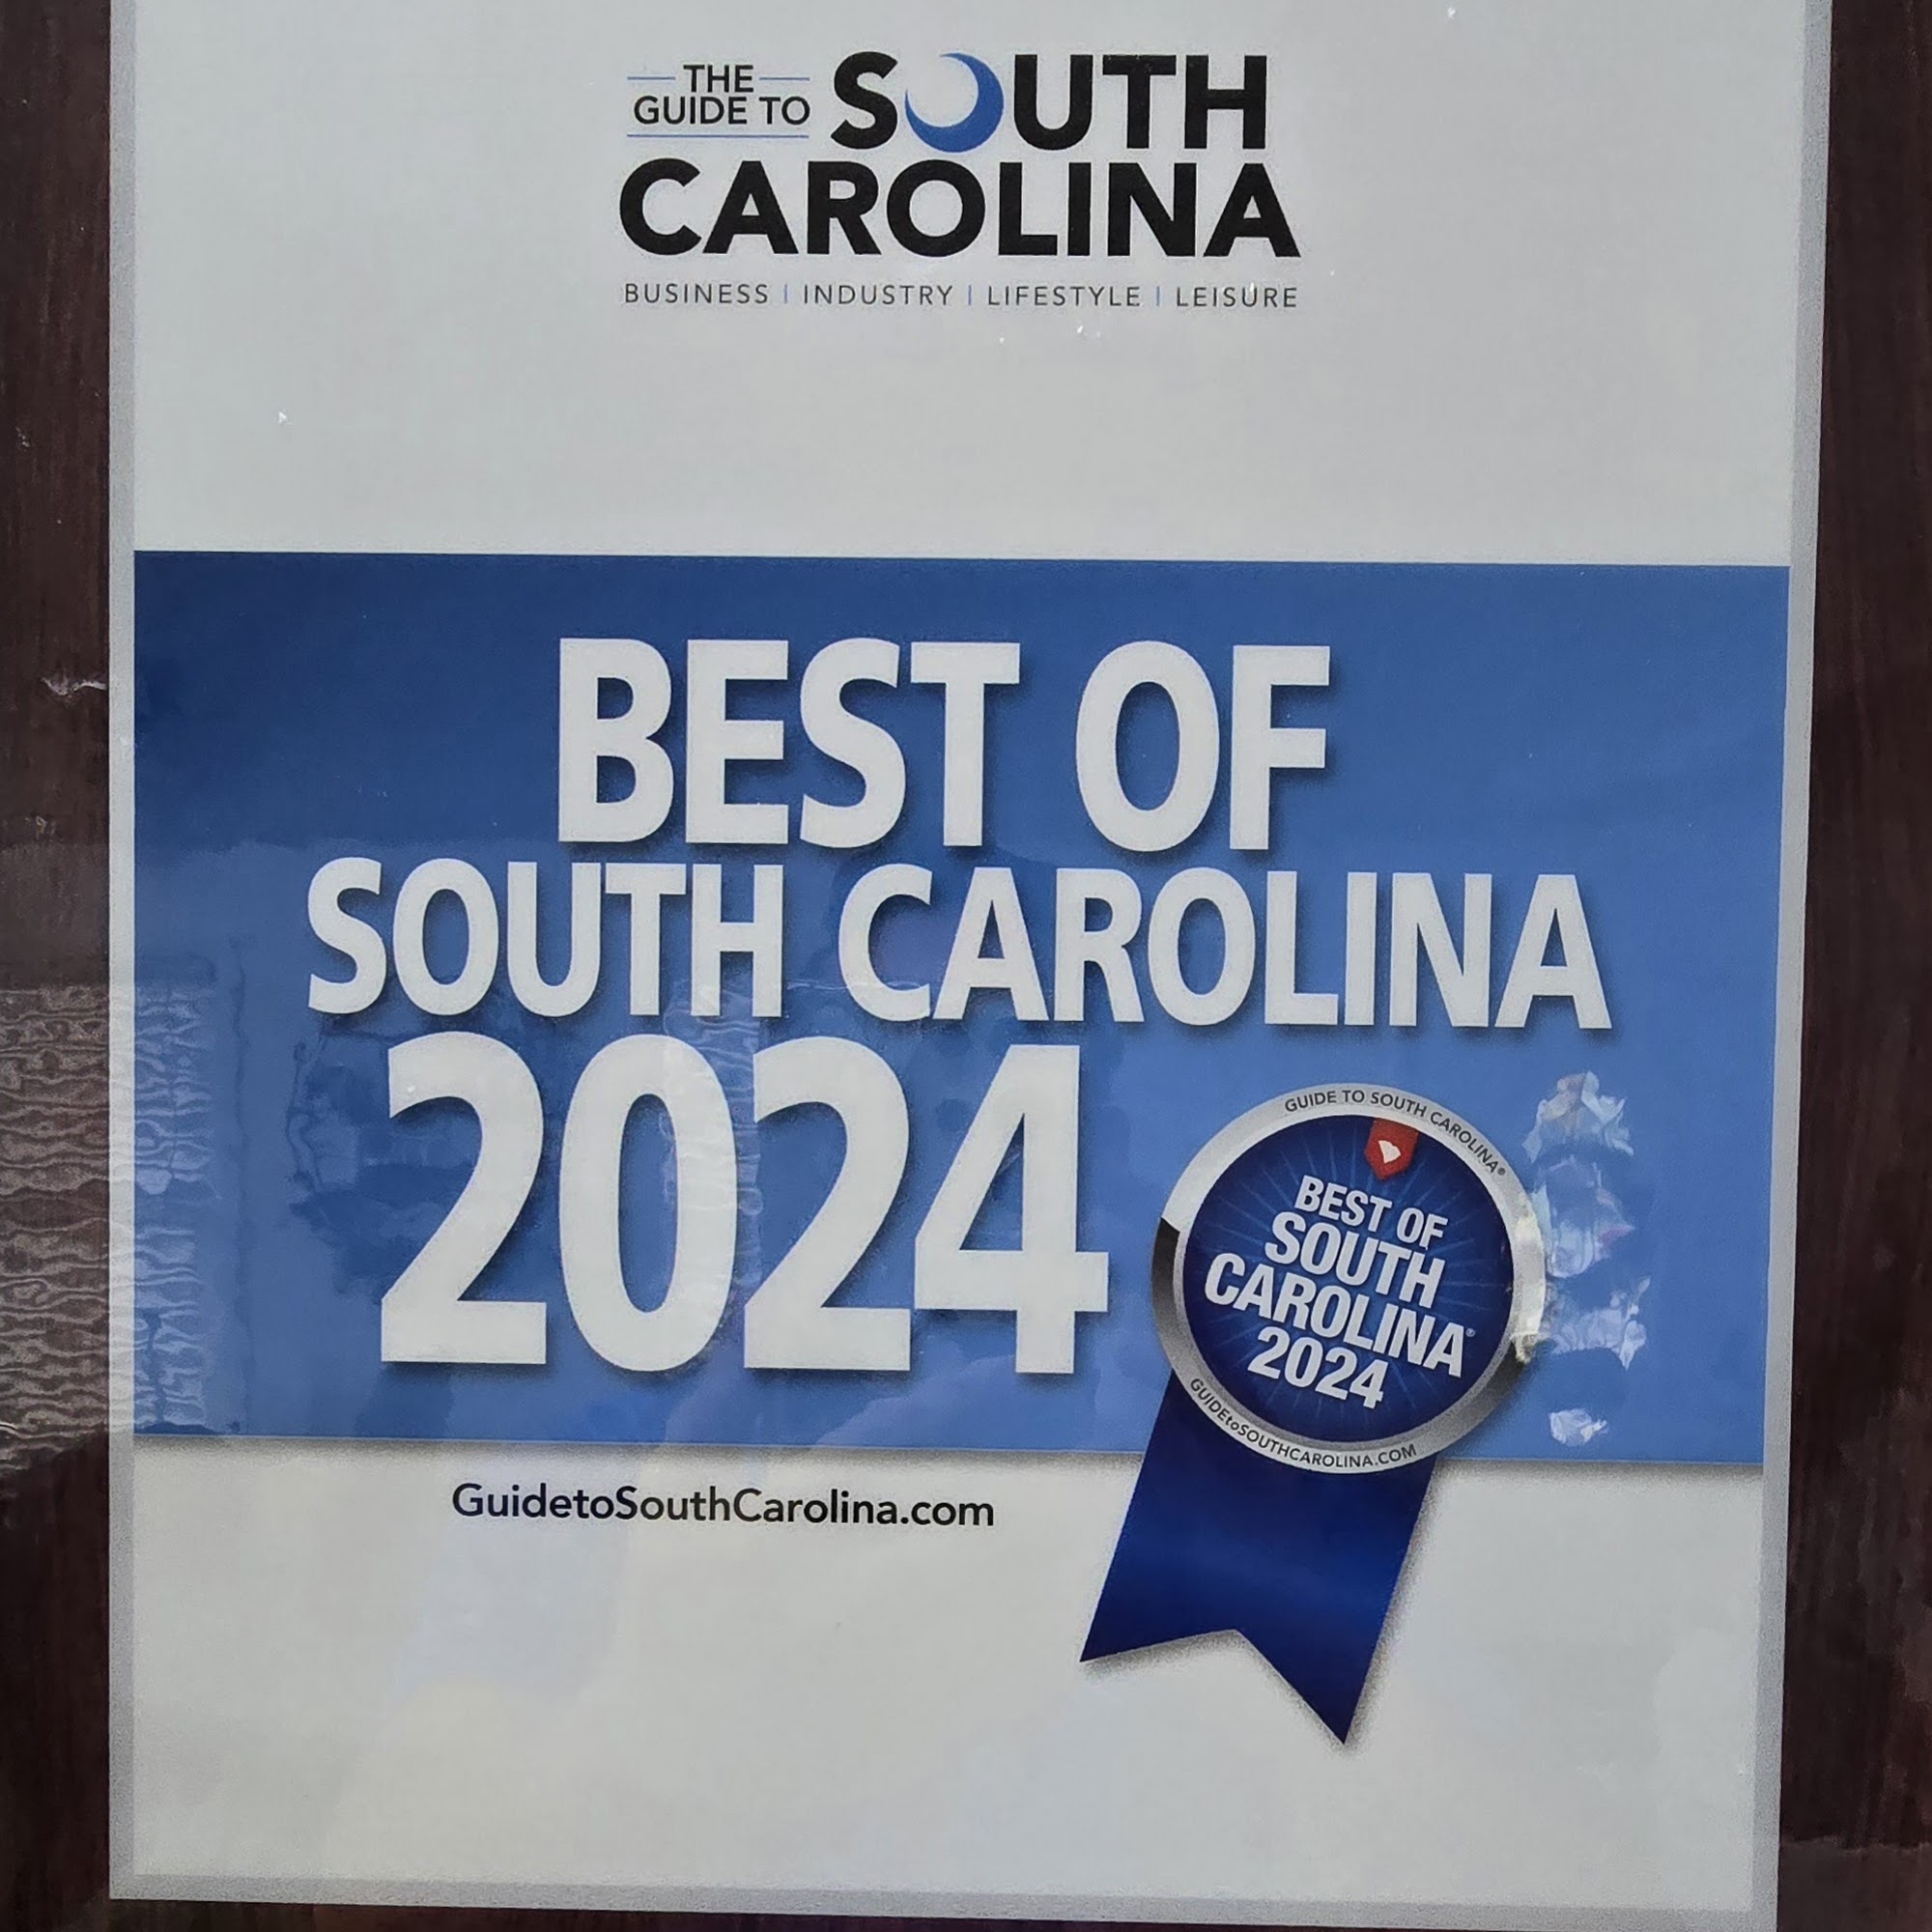 THE
GUIDE TO SOUTH
CAROLINA
BUSINESS | INDUSTRY | LIFESTYLE | LEISURE
BEST OF
SOUTH CAROLINA
2024
GUIDE TO SOUTH CAROLINA®
BEST OF
SOUTH
CAROLINA®
2024
GUIDEtoSOUTHCAROLINA.COM
GuidetoSouthCarolina.com